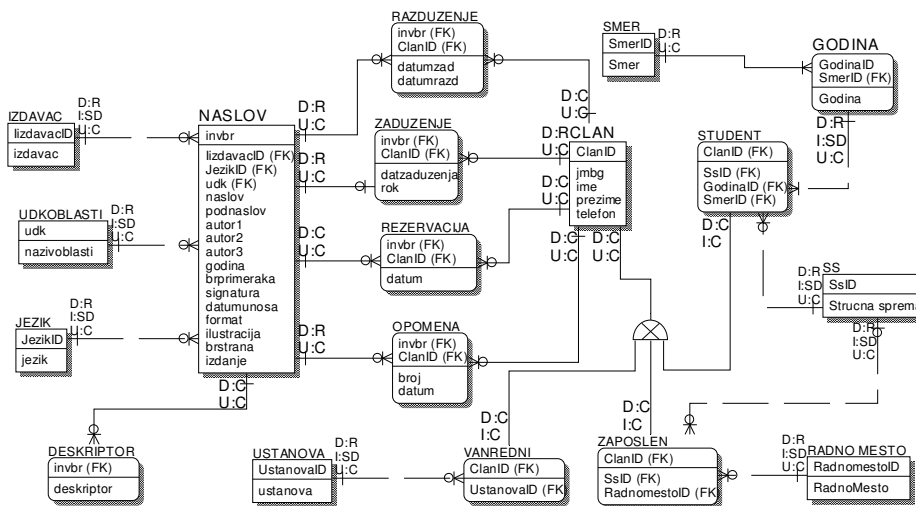 RAZDUZENJE
invbr (FK)
ClanID (FK)
datumzad
datumrazd
SMER
SmerID
Smer
D:R
U:C
GODINA
GodinaID
SmerID (FK)
Godina
D:R
I:SD
U:C
IZDAVAC
IizdavacID
izdavac
D:R
I:SD
U:C
NASLOV
invbr
IizdavacID (FK)
JezikID (FK)
udk (FK)
naslov
podnaslov
autor1
autor2
autor3
godina
brprimeraka
signatura
datumunosa
format
ilustracija
brstrana
izdanje
D:R
U:C
D:R
U:C
D:C
U:C
D:R
U:C
D:C
U:C
ZADUZENJE
invbr (FK)
ClanID (FK)
datzaduzenja
rok
D:C
U:C
D:R
U:C
D:C
U:C
CLAN
ClanID
jmbg
ime
prezime
telefon
D:C
U:C
D:C
U:C
STUDENT
ClanID (FK)
SsID (FK)
GodinaID (FK)
SmerID (FK)
D:C
I:C
UDKOBLASTI
udk
nazivoblasti
D:R
I:SD
U:C
REZERVACIJA
invbr (FK)
ClanID (FK)
datum
SS
SsID
Strucna sprema
D:R
I:SD
U:C
D:R
I:SD
U:C
JEZIK
JezikID
jezik
D:R
I:SD
U:C
OPOMENA
invbr (FK)
ClanID (FK)
broj
datum
DESKRIPTOR
invbr (FK)
deskriptor
USTANOVA
UstanovaID
ustanova
D:R
I:SD
U:C
D:C
I:C
VANREDNI
ClanID (FK)
UstanovaID (FK)
D:C
I:C
ZAPOSLEN
ClanID (FK)
SsID (FK)
RadnomestoID (FK)
D:R
I:SD
U:C
RADNO MESTO
RadnomestoID
RadnoMesto